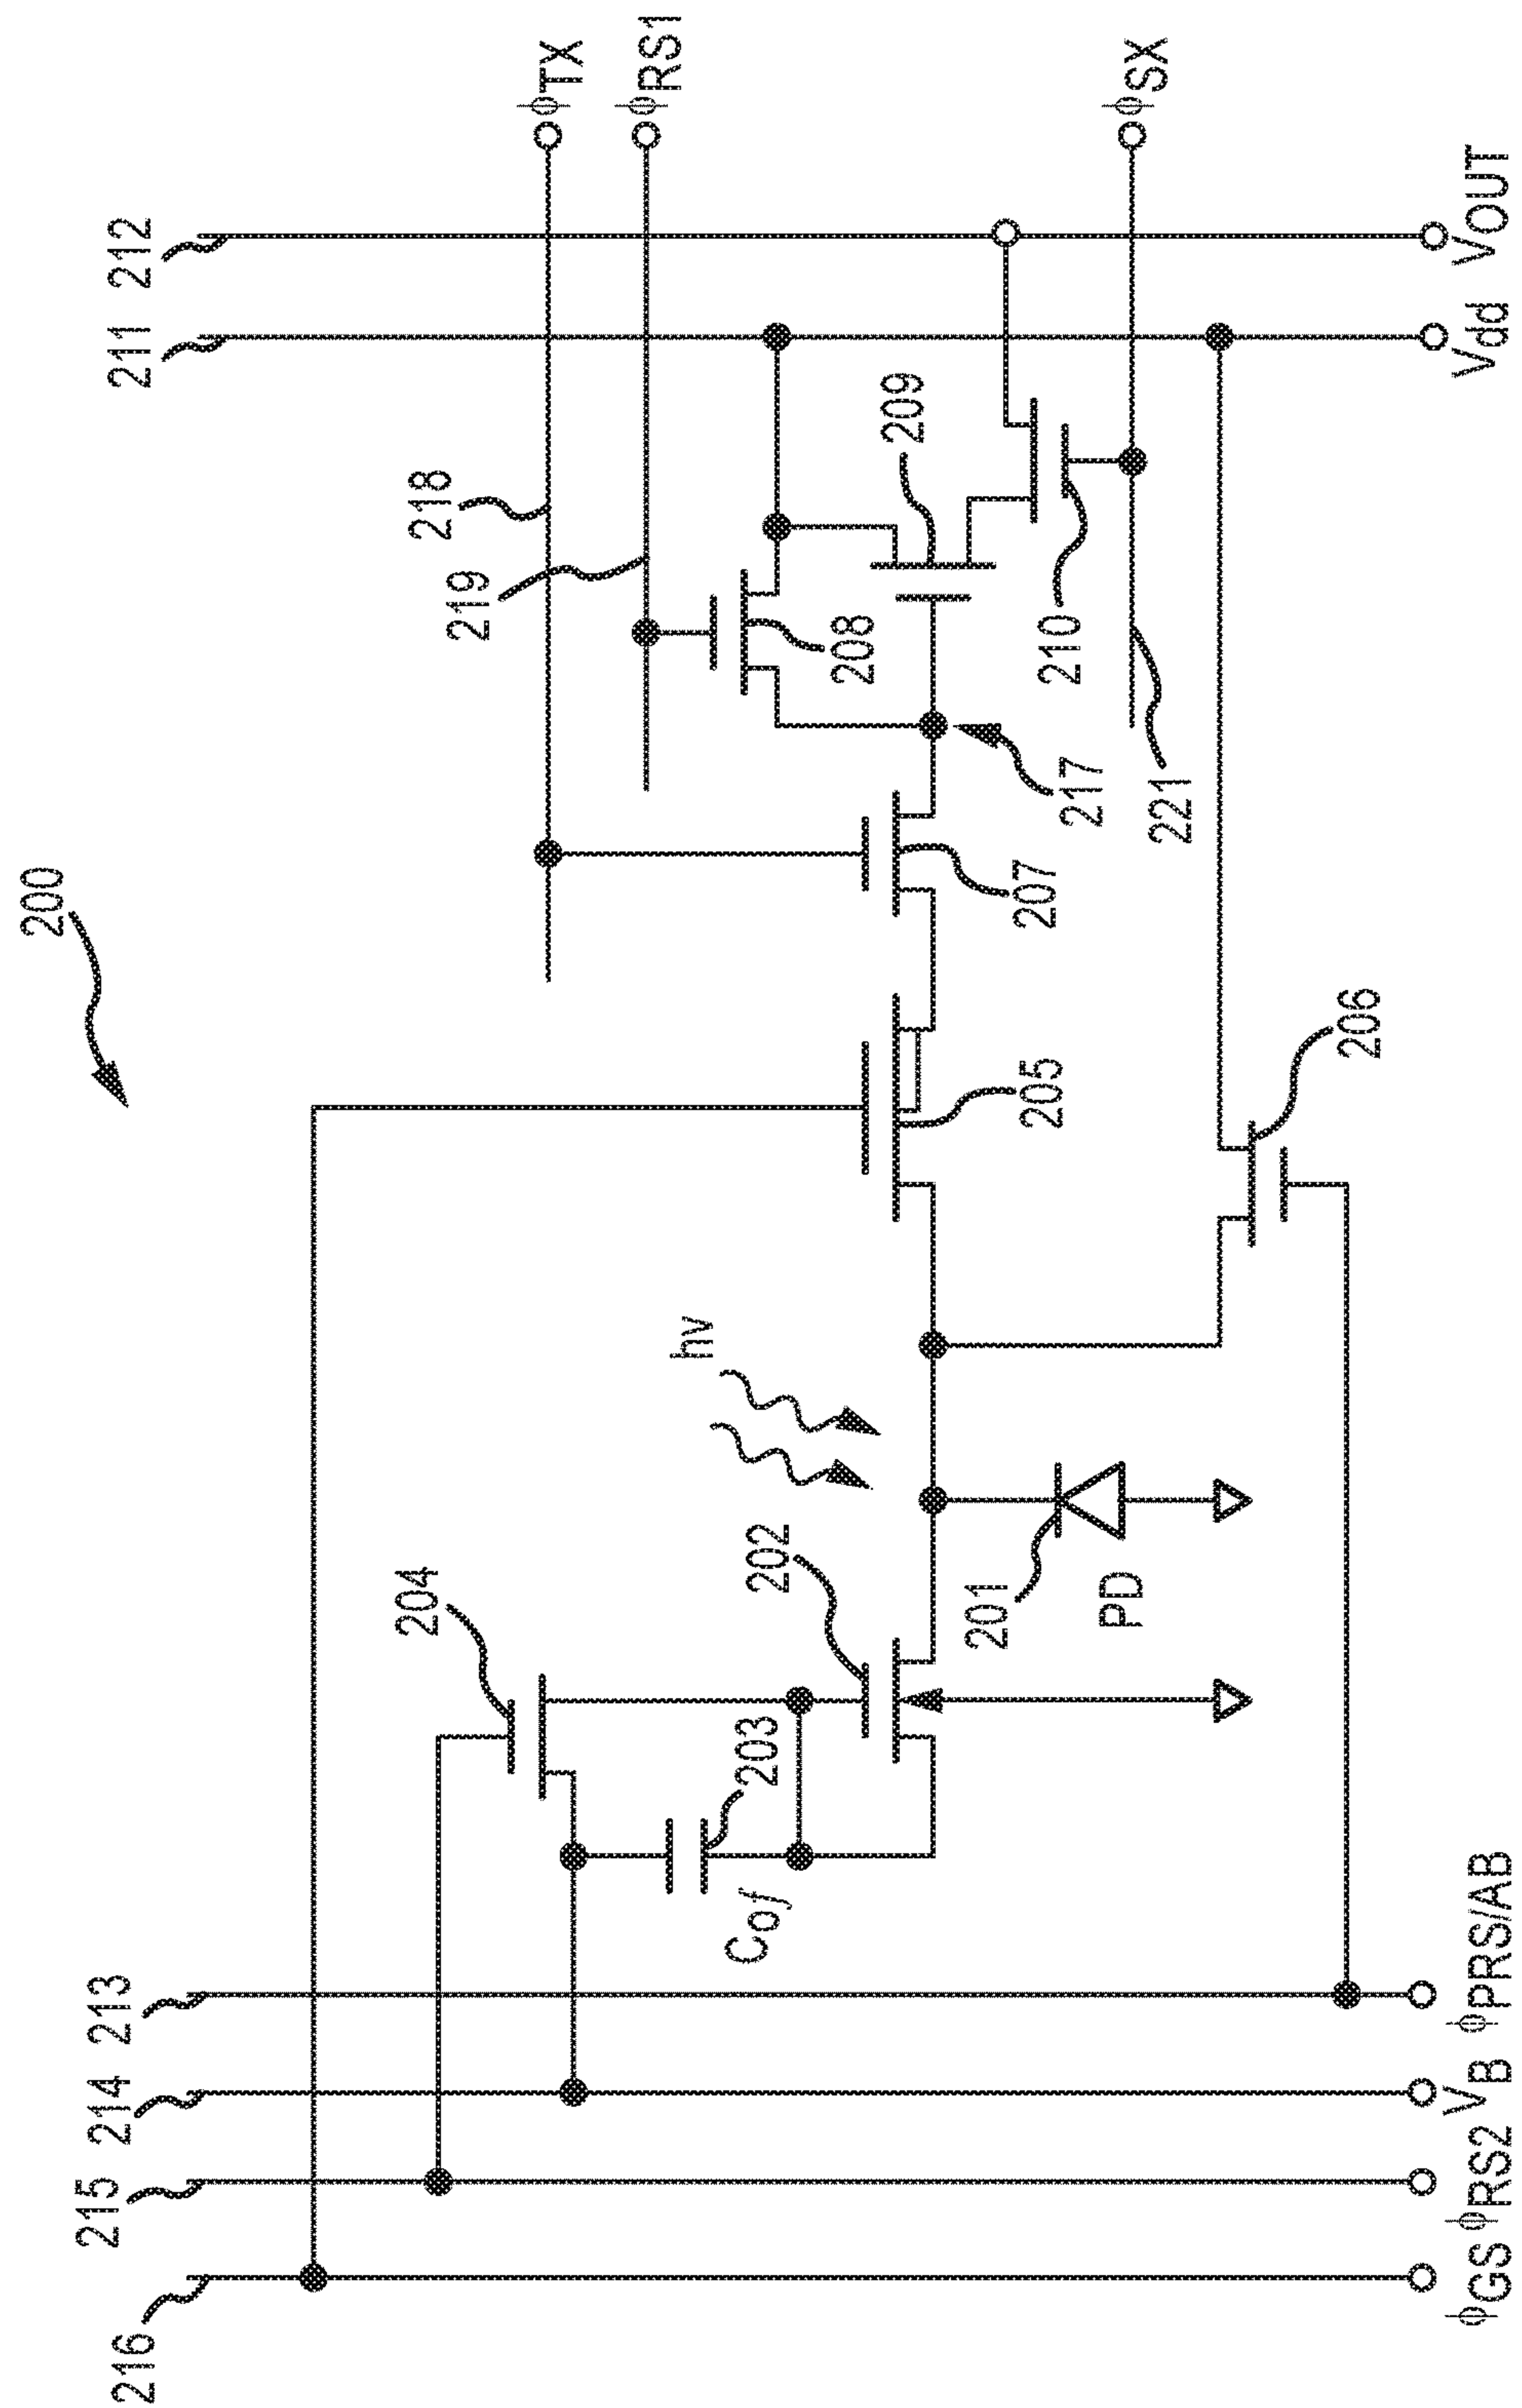 200
212
211
ΦTX
ΦRS1
218
219
209
208
210
ΦSX
217
221
207
205
206
hv
204
202
203
Cof
201
PD
216
215
214
213
ΦGS
ΦRS2
VB
ΦPRS/AB
Vdd
VOUT